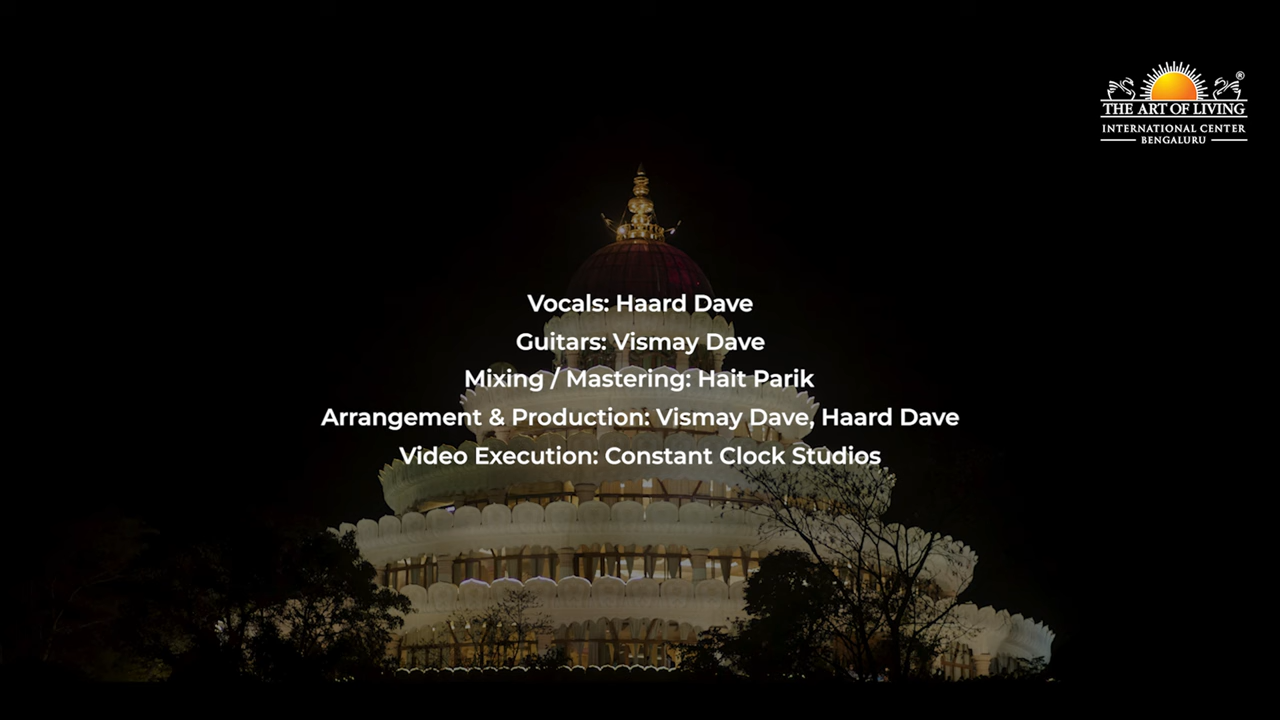 THE ART OF LIVING
®
INTERNATIONAL CENTER
BENGALURU
Vocals: Haard Dave
Guitars: Vismay Dave
Mixing / Mastering: Hait Parik
Arrangement & Production: Vismay Dave, Haard Dave
Video Execution: Constant Clock Studios